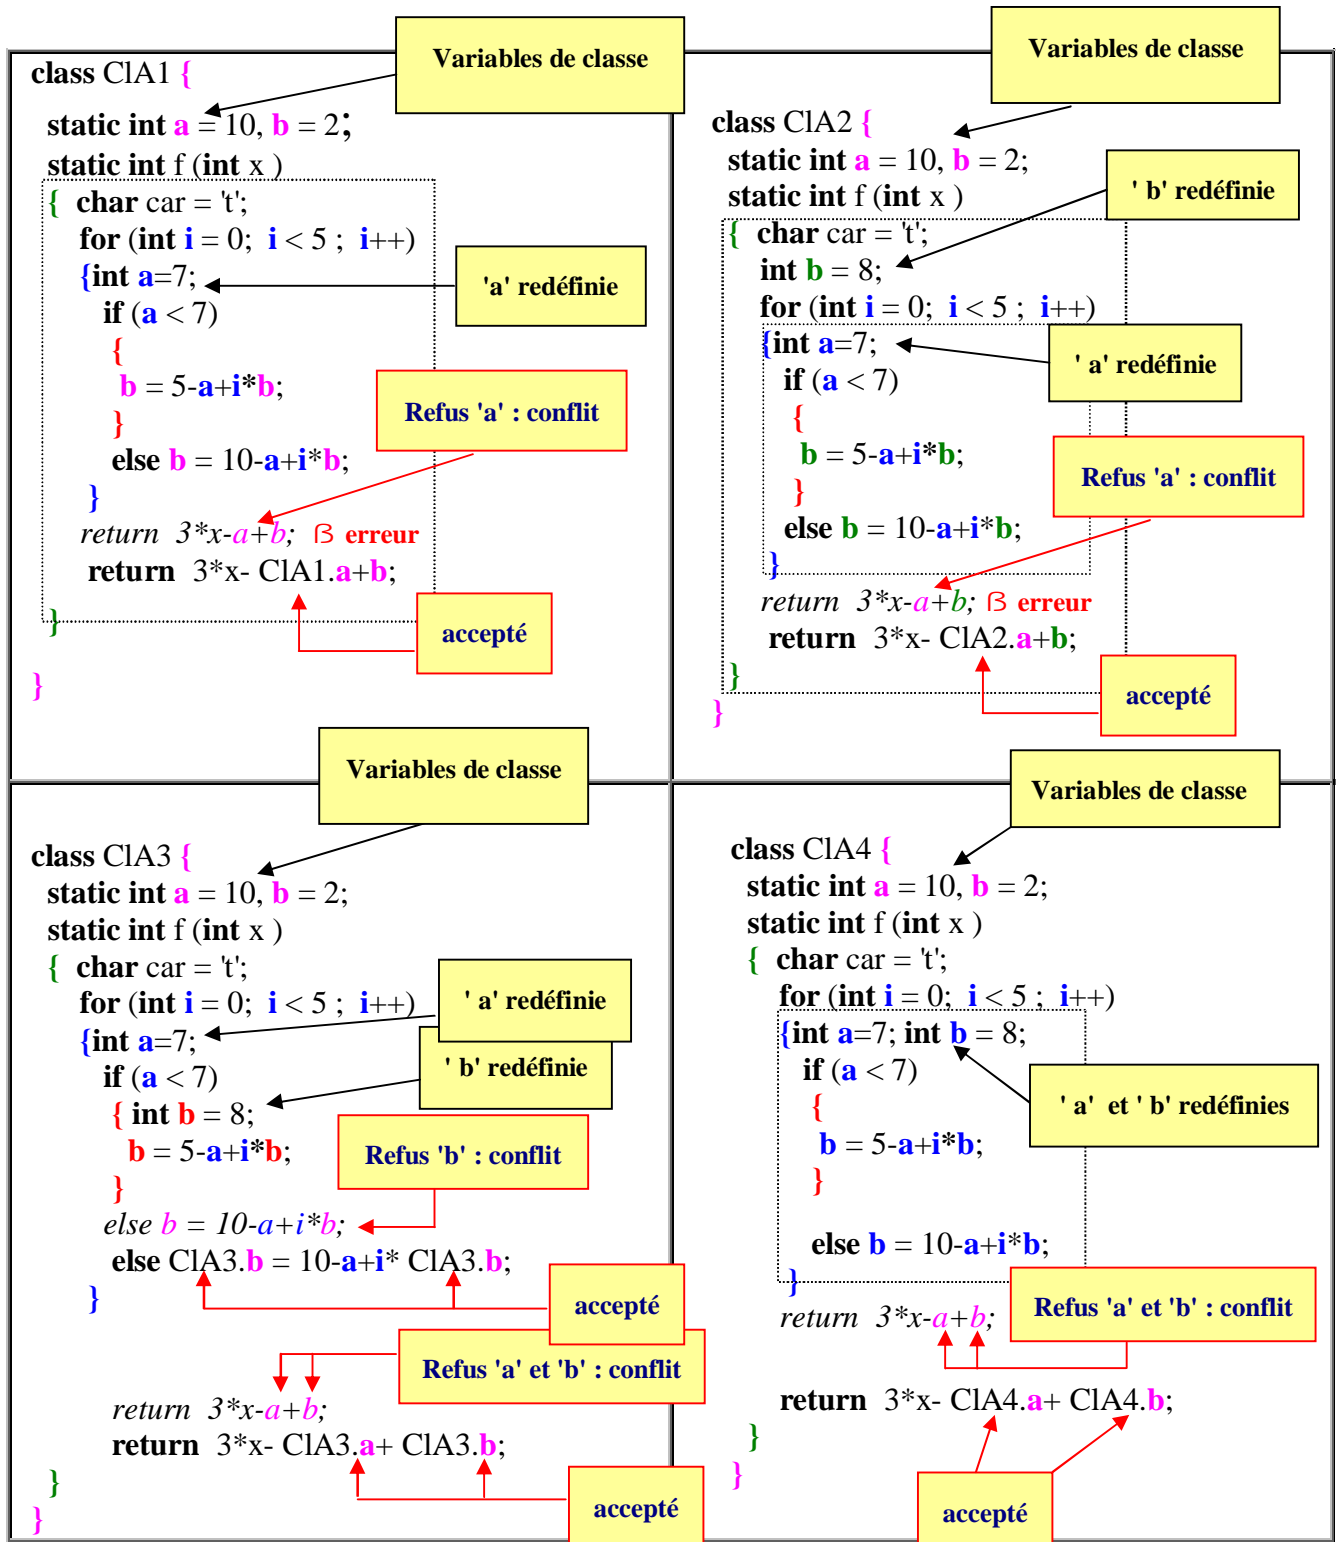 Variables de classe
class ClA1 {
static int a = 10, b = 2;
static int f (int x )
{ char car = 't';
for (int i = 0; i < 5 ; i++)
{int a=7;
'a' redéfinie
if (a < 7)
{
b = 5-a+i*b;
}
Refus 'a' : conflit
else b = 10-a+i*b;
}
return 3*x-a+b; ß erreur
return 3*x- ClA1.a+b;
}
accepté
}
Variables de classe
class ClA2 {
static int a = 10, b = 2;
' b' redéfinie
static int f (int x )
{ char car = 't';
int b = 8;
for (int i = 0; i < 5 ; i++)
{int a=7;
' a' redéfinie
if (a < 7)
{
b = 5-a+i*b;
}
Refus 'a' : conflit
else b = 10-a+i*b;
}
return 3*x-a+b; ß erreur
return 3*x- ClA2.a+b;
}
accepté
}
Variables de classe
class ClA3 {
static int a = 10, b = 2;
static int f (int x )
{ char car = 't';
for (int i = 0; i < 5 ; i++)
' a' redéfinie
{int a=7;
' b' redéfinie
if (a < 7)
{ int b = 8;
b = 5-a+i*b;
Refus 'b' : conflit
}
else b = 10-a+i*b;
else ClA3.b = 10-a+i* ClA3.b;
}
accepté
Refus 'a' et 'b' : conflit
return 3*x-a+b;
return 3*x- ClA3.a+ ClA3.b;
}
accepté
}
Variables de classe
class ClA4 {
static int a = 10, b = 2;
static int f (int x )
{ char car = 't';
for (int i = 0; i < 5 ; i++)
{int a=7; int b = 8;
if (a < 7)
' a' et ' b' redéfinies
{
b = 5-a+i*b;
}
else b = 10-a+i*b;
}
Refus 'a' et 'b' : conflit
return 3*x-a+b;
return 3*x- ClA4.a+ ClA4.b;
}
}
accepté